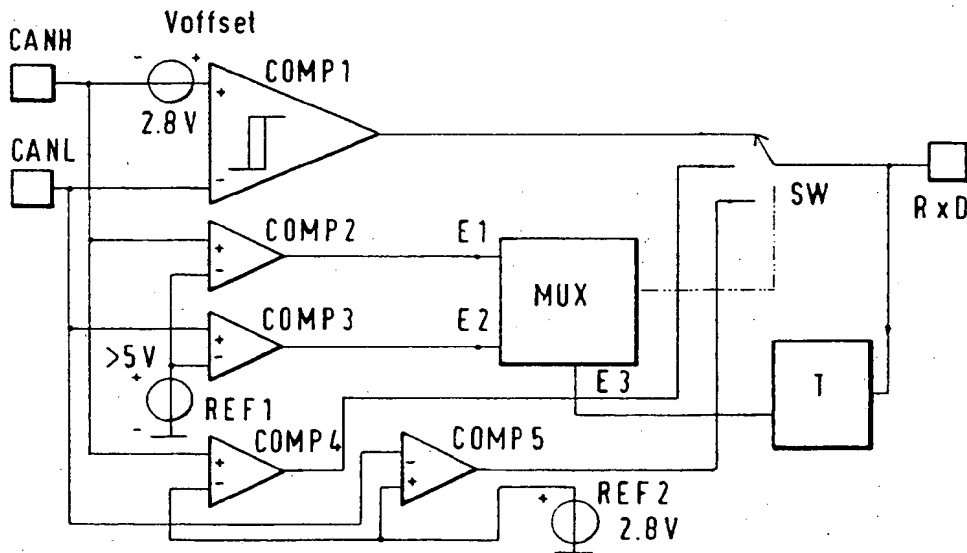 Voffset
CANH
- +
COMP1
+
2.8V
CANL
-
SW
RxD
COMP2
E1
+
-
MUX
COMP3
E2
+
-
>5V
+
E3
T
REF1
-
COMP4
COMP5
+
-
-
+
REF2
+
2.8V